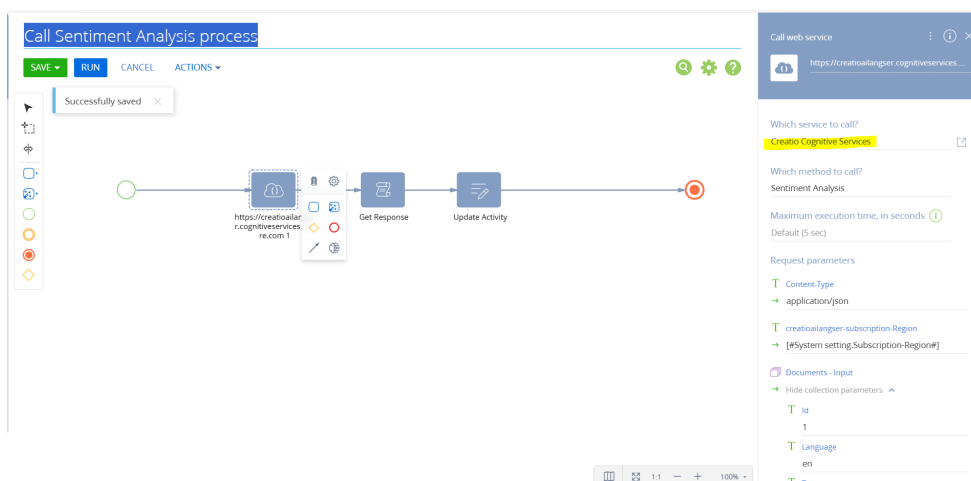 Call Sentiment Analysis process
SAVE RUN CANCEL ACTIONS
Successfully saved
https://creatioailan
r.cognitiveservices.
re.com 1
Get Response
Update Activity
1:1 100%
Call web service
https://creatioailangser.cognitiveservices....
Which service to call?
Creatio Cognitive Services
Which method to call?
Sentiment Analysis
Maximum execution time, in seconds
Default (5 sec)
Request parameters
T Content-Type
application/json
T creatioailangser-subscription-Region
[#System setting.Subscription-Region#]
Documents - Input
Hide collection parameters
T Id
1
T Language
en